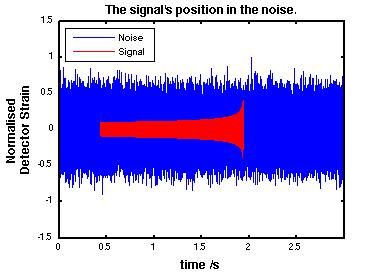 The signal's position in the noise.
1.5
Noise
Signal
1
0.5
0
-0.5
-1
-1.5
Normalised
Detector Strain
0 0.5 1 1.5 2 2.5
time /s